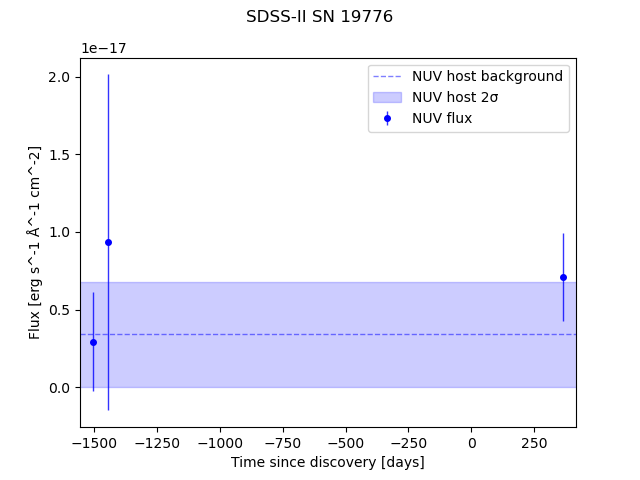 SDSS-II SN 19776
1e−17
NUV host background
NUV host 2σ
NUV flux
2.0
1.5
1.0
0.5
0.0
Flux [erg s^-1 Å^-1 cm^-2]
−1500 −1250 −1000 −750 −500 −250 0 250
Time since discovery [days]